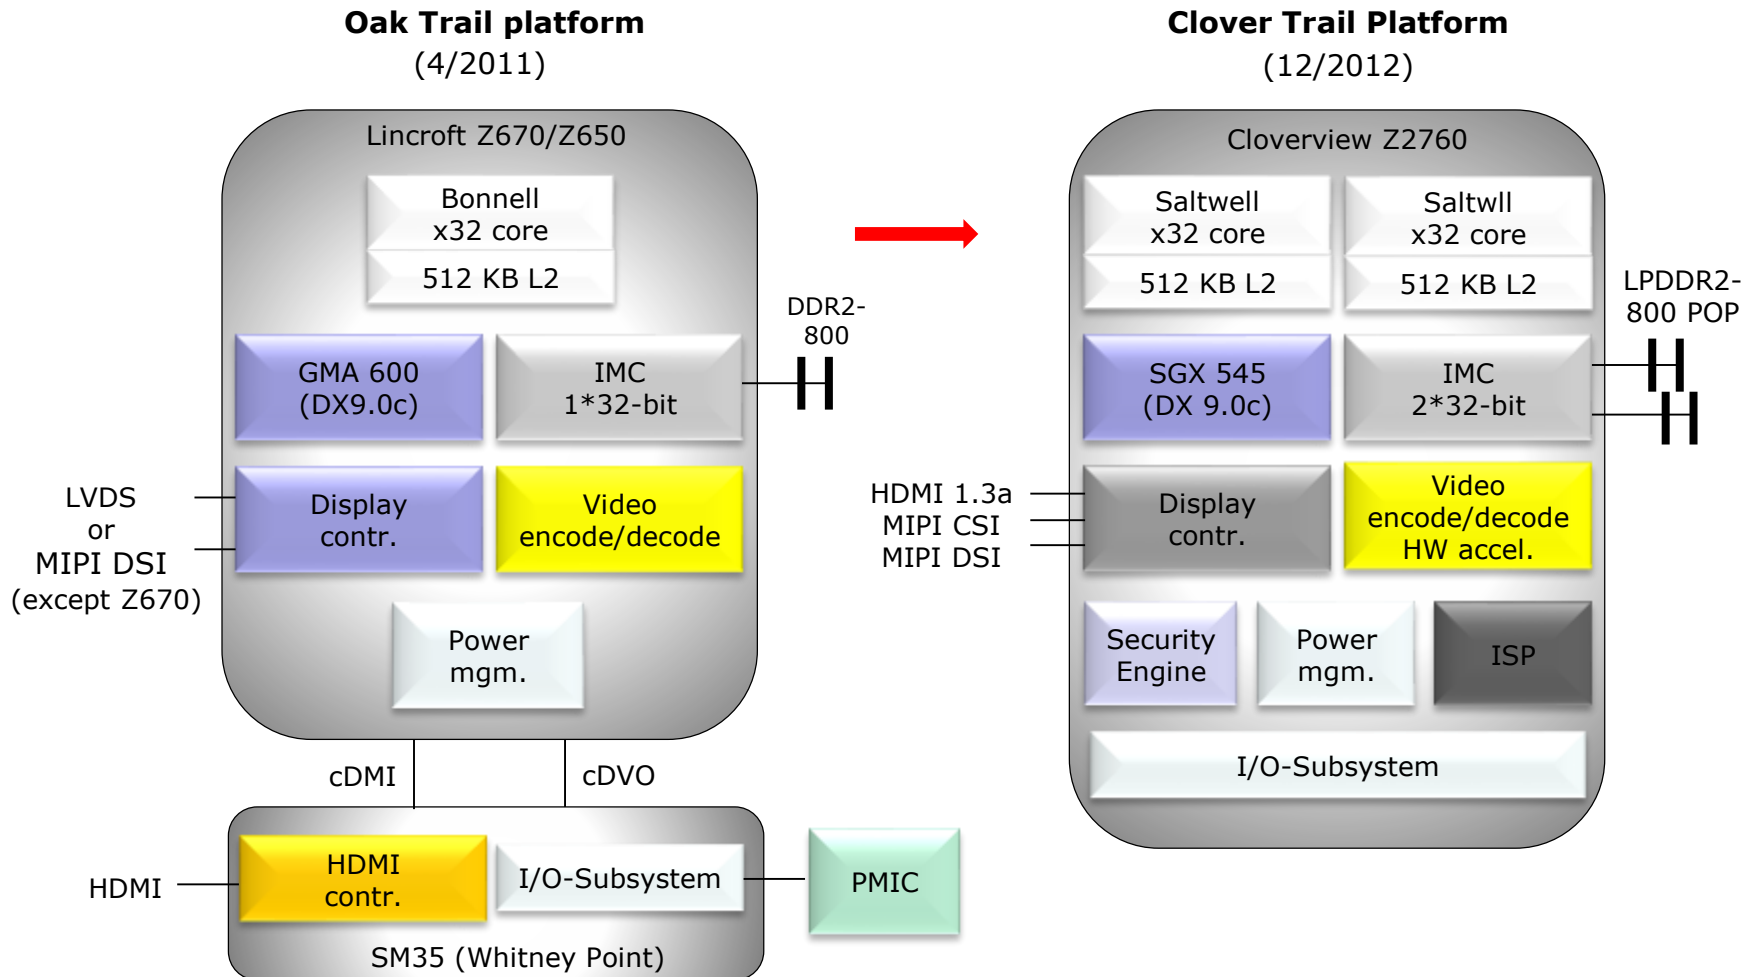 Oak Trail platform
(4/2011)
Lincroft Z670/Z650
Bonnell
x32 core
512 KB L2
DDR2-
800
GMA 600
(DX9.0c)
IMC
1*32-bit
LVDS
or
MIPI DSI
(except Z670)
Display
contr.
Video
encode/decode
Power
mgm.
cDMI
cDVO
HDMI
HDMI
contr.
I/O-Subsystem
PMIC
SM35 (Whitney Point)
Clover Trail Platform
(12/2012)
Cloverview Z2760
Saltwell
x32 core
512 KB L2
Saltwll
x32 core
512 KB L2
LPDDR2-
800 POP
SGX 545
(DX 9.0c)
IMC
2*32-bit
HDMI 1.3a
MIPI CSI
MIPI DSI
Display
contr.
Video
encode/decode
HW accel.
Security
Engine
Power
mgm.
ISP
I/O-Subsystem